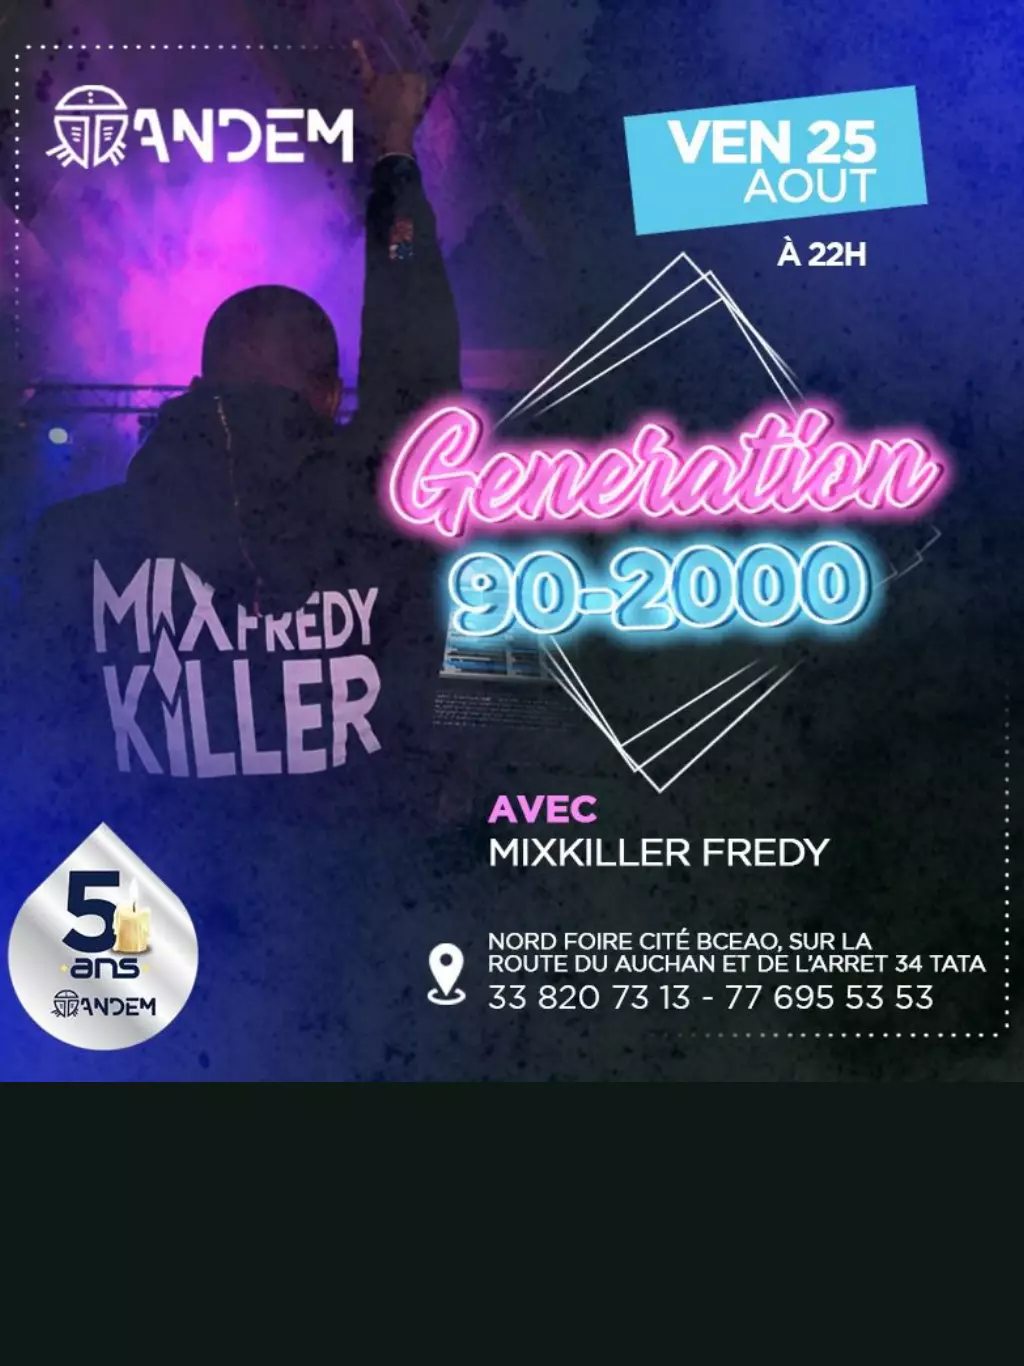 TANDEM
VEN 25
AOUT
À 22H
Generation
90-2000
MIX FREDY
KILLER
AVEC
MIXKILLER FREDY
5
ans
TANDEM
NORD FOIRE CITÉ BCEAO, SUR LA
ROUTE DU AUCHAN ET DE L'ARRET 34 TATA
33 820 73 13 - 77 695 53 53